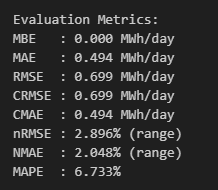 Evaluation Metrics:
MBE   : 0.000 MWh/day
MAE   : 0.494 MWh/day
RMSE  : 0.699 MWh/day
CRMSE : 0.699 MWh/day
CMAE  : 0.494 MWh/day
nRMSE : 2.896% (range)
NMAE  : 2.048% (range)
MAPE  : 6.733%